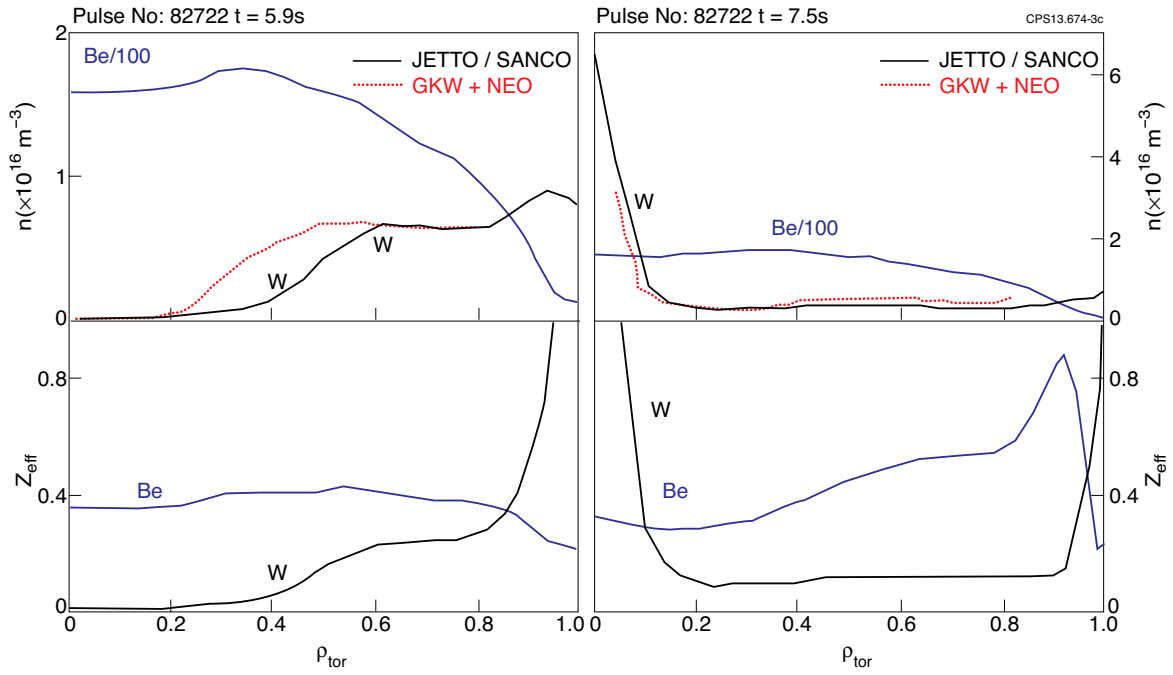 Pulse No: 82722 t = 5.9s
Pulse No: 82722 t = 7.5s
CPS13.674-3c
2
Be/100
JETTO / SANCO
GKW + NEO
n(×10¹⁶ m⁻³)
1
W
W
0
JETTO / SANCO
GKW + NEO
6
n(×10¹⁶ m⁻³)
4
W
Be/100
2
0
0.8
Z_eff
Be
0.4
W
0
0
0.2
0.4
0.6
0.8
1.0
ρ_tor
0.8
W
Z_eff
0.4
Be
0
0
0.2
0.4
0.6
0.8
1.0
ρ_tor